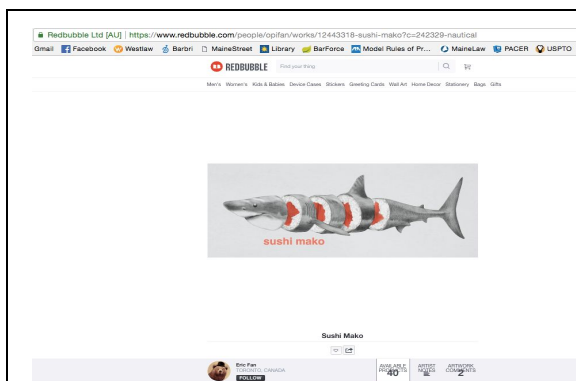 Redbubble Ltd [AU] | https://www.redbubble.com/people/opifan/works/12443318-sushi-mako?c=242329-nautical
Gmail Facebook Westlaw Barbri MaineStreet Library BarForce Model Rules of Pr... MaineLaw PACER USPTO
REDBUBBLE Find your thing
Men's Women's Kids & Babies Device Cases Stickers Greeting Cards Wall Art Home Decor Stationery Bags Gifts
sushi mako
Sushi Mako
Eric Fan
TORONTO, CANADA
FOLLOW
AVAILABLE PRODUCTS
40
ARTIST NOTES
ARTWORK COMMENTS
2